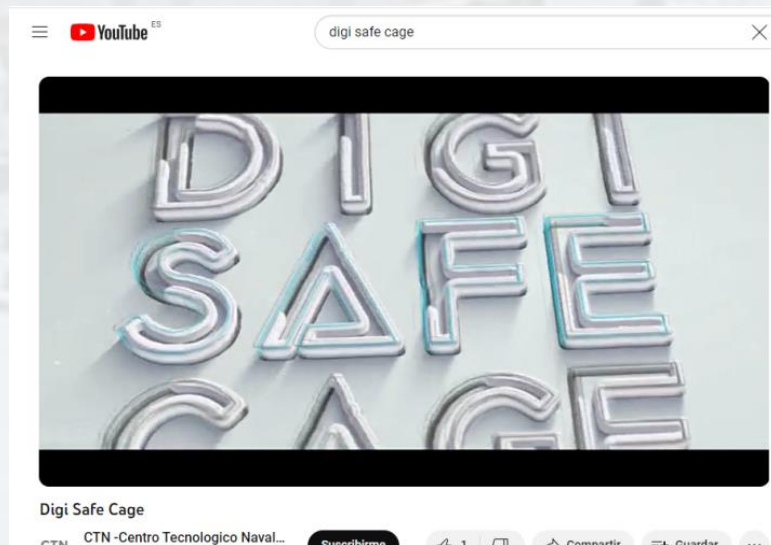 YouTube ES
digi safe cage
DIGI
SAFE
CAGE
Digi Safe Cage
CTN CTN -Centro Tecnologico Naval...
Suscribirme 1 Compartir Guardar ...